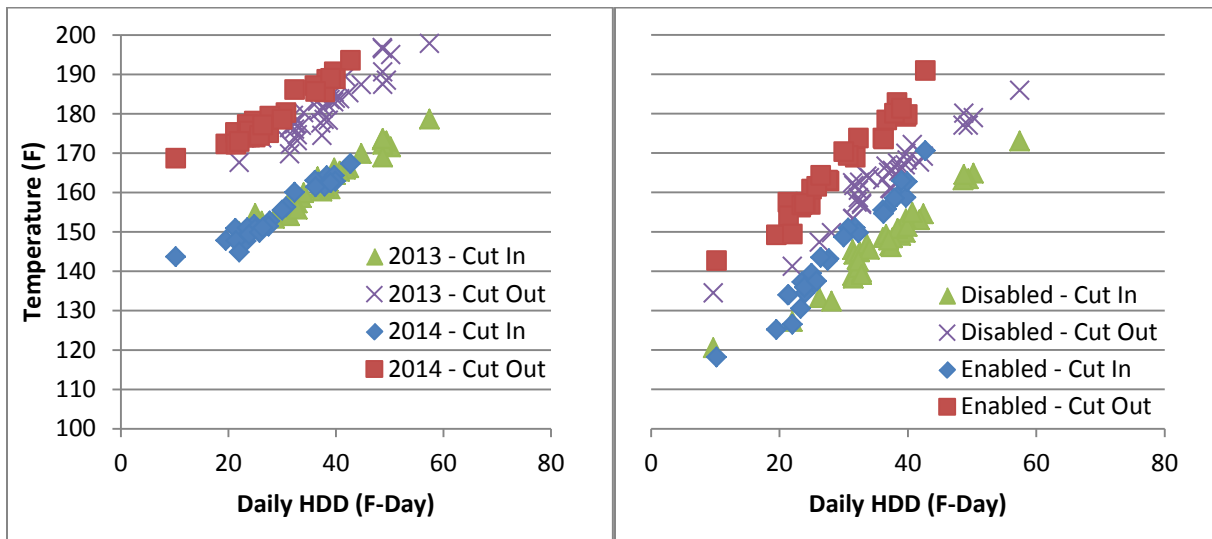 Temperature (F)
200
190
180
170
160
150
140
130
120
110
100
2013 - Cut In
2013 - Cut Out
2014 - Cut In
2014 - Cut Out
0
20
40
60
80
Daily HDD (F-Day)
Disabled - Cut In
Disabled - Cut Out
Enabled - Cut In
Enabled - Cut Out
0
20
40
60
80
Daily HDD (F-Day)